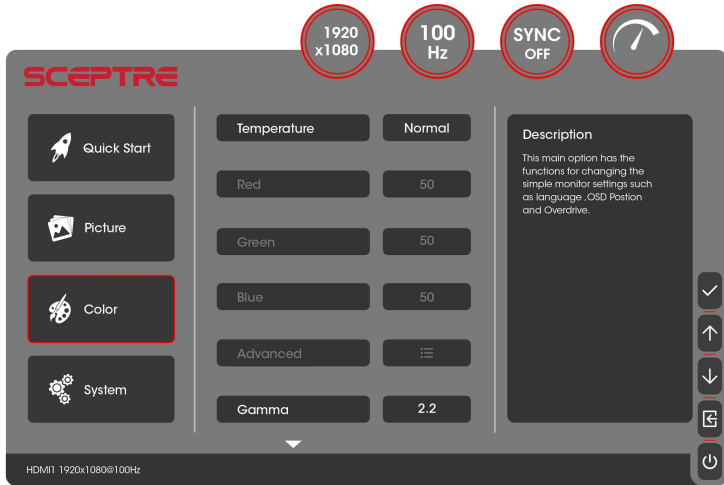 1920
x1080
100
Hz
SYNC
OFF
SCEPTRE
Quick Start
Picture
Color
System
Temperature
Normal
Red
50
Green
50
Blue
50
Advanced
Gamma
2.2
Description
This main option has the
functions for changing the
simple monitor settings such
as language ,OSD Postion
and Overdrive.
HDMI1 1920x1080@100Hz